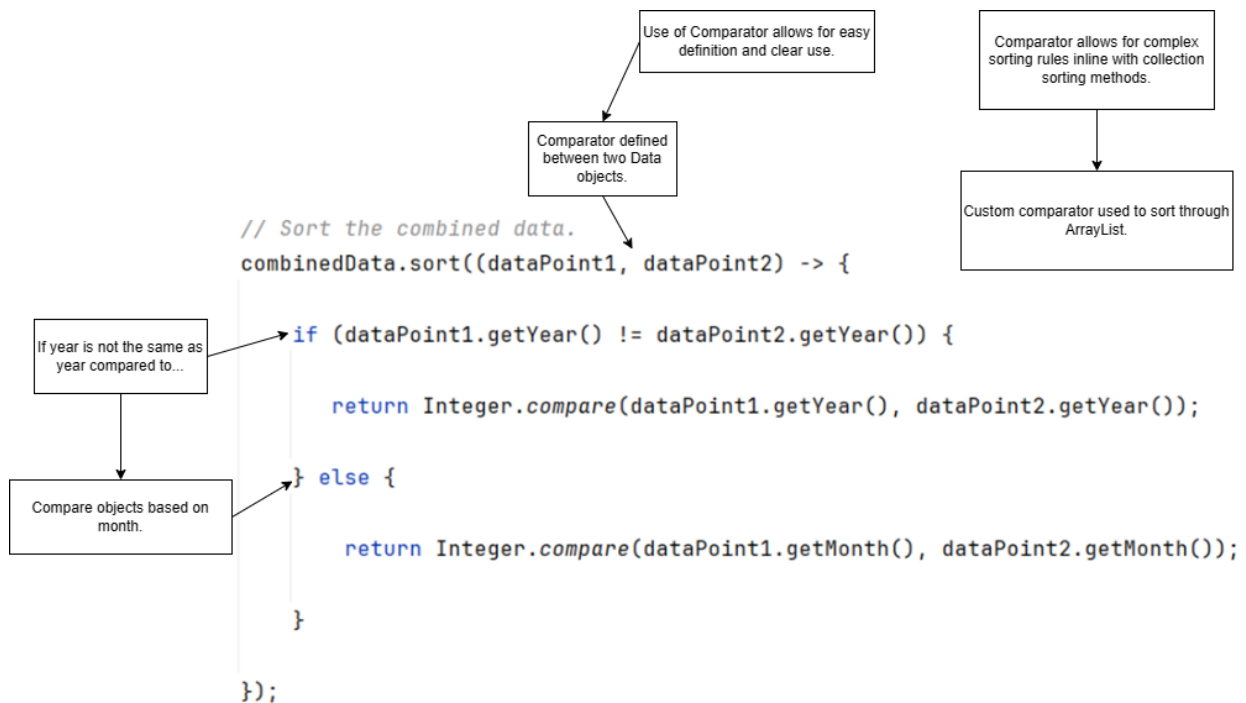 Use of Comparator allows for easy
definition and clear use.
Comparator allows for complex
sorting rules inline with collection
sorting methods.
Comparator defined
between two Data
objects.
Custom comparator used to sort through
ArrayList.
// Sort the combined data.
combinedData.sort((dataPoint1, dataPoint2) -> {
If year is not the same as
year compared to...
if (dataPoint1.getYear() != dataPoint2.getYear()) {
return Integer.compare(dataPoint1.getYear(), dataPoint2.getYear());
Compare objects based on
month.
} else {
return Integer.compare(dataPoint1.getMonth(), dataPoint2.getMonth());
}
});